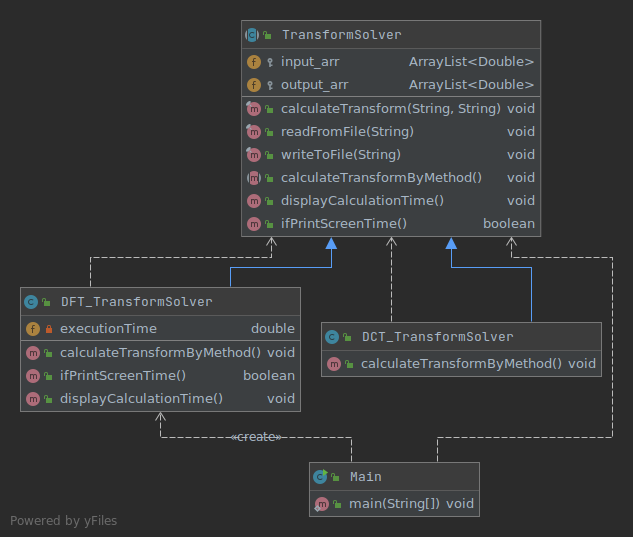 TransformSolver
input_arr ArrayList<Double>
output_arr ArrayList<Double>
calculateTransform(String, String) void
readFromFile(String) void
writeToFile(String) void
calculateTransformByMethod() void
displayCalculationTime() void
ifPrintScreenTime() boolean
DFT_TransformSolver
executionTime double
calculateTransformByMethod() void
ifPrintScreenTime() boolean
displayCalculationTime() void
DCT_TransformSolver
calculateTransformByMethod() void
«create»
Main
main(String[]) void
Powered by yFiles